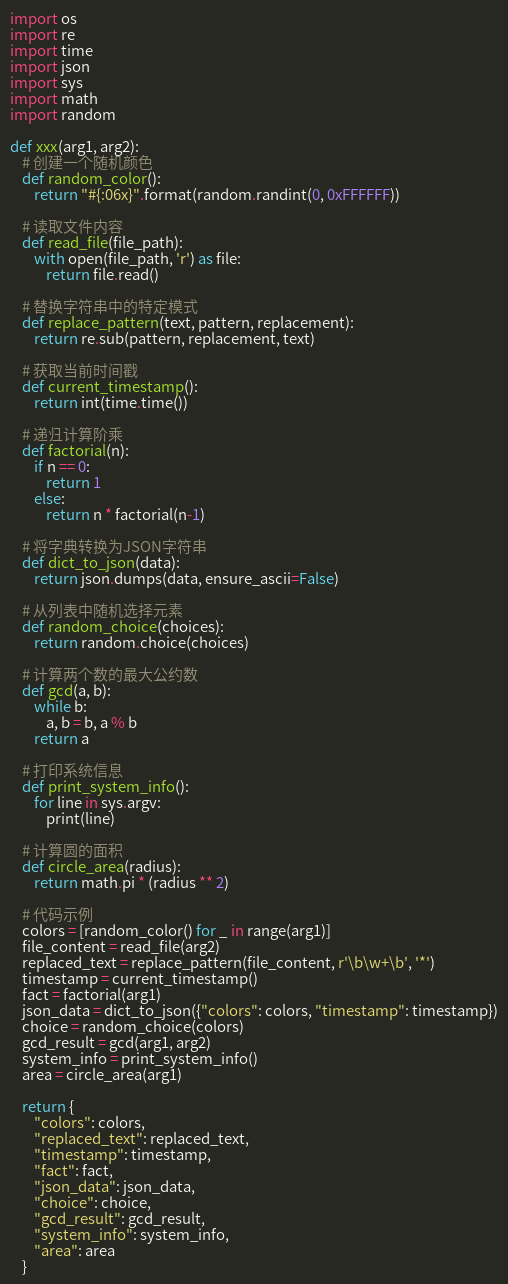 import os
import re
import time
import json
import sys
import math
import random

def xxx(arg1, arg2):
    # 创建一个随机颜色
    def random_color():
        return "#{:06x}".format(random.randint(0, 0xFFFFFF))

    # 读取文件内容
    def read_file(file_path):
        with open(file_path, 'r') as file:
            return file.read()

    # 替换字符串中的特定模式
    def replace_pattern(text, pattern, replacement):
        return re.sub(pattern, replacement, text)

    # 获取当前时间戳
    def current_timestamp():
        return int(time.time())

    # 递归计算阶乘
    def factorial(n):
        if n == 0:
            return 1
        else:
            return n * factorial(n-1)

    # 将字典转换为JSON字符串
    def dict_to_json(data):
        return json.dumps(data, ensure_ascii=False)

    # 从列表中随机选择元素
    def random_choice(choices):
        return random.choice(choices)

    # 计算两个数的最大公约数
    def gcd(a, b):
        while b:
            a, b = b, a % b
        return a

    # 打印系统信息
    def print_system_info():
        for line in sys.argv:
            print(line)

    # 计算圆的面积
    def circle_area(radius):
        return math.pi * (radius ** 2)

    # 代码示例
    colors = [random_color() for _ in range(arg1)]
    file_content = read_file(arg2)
    replaced_text = replace_pattern(file_content, r'\b\w+\b', '*')
    timestamp = current_timestamp()
    fact = factorial(arg1)
    json_data = dict_to_json({"colors": colors, "timestamp": timestamp})
    choice = random_choice(colors)
    gcd_result = gcd(arg1, arg2)
    system_info = print_system_info()
    area = circle_area(arg1)

    return {
        "colors": colors,
        "replaced_text": replaced_text,
        "timestamp": timestamp,
        "fact": fact,
        "json_data": json_data,
        "choice": choice,
        "gcd_result": gcd_result,
        "system_info": system_info,
        "area": area
    }